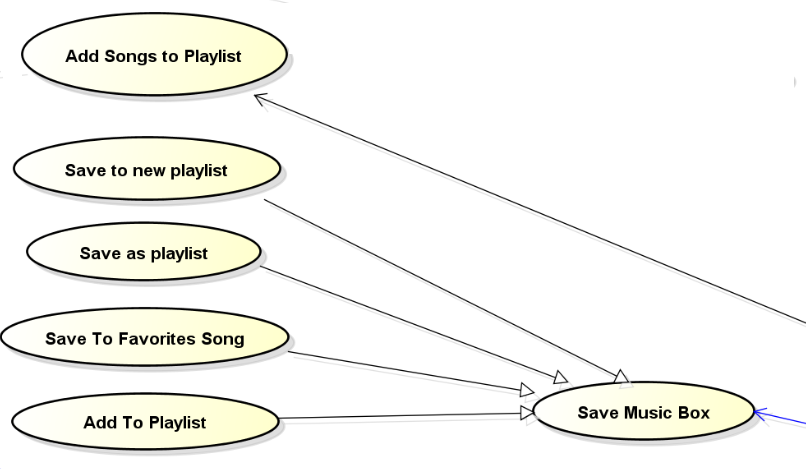 Add Songs to Playlist
Save to new playlist
Save as playlist
Save To Favorites Song
Add To Playlist
Save Music Box